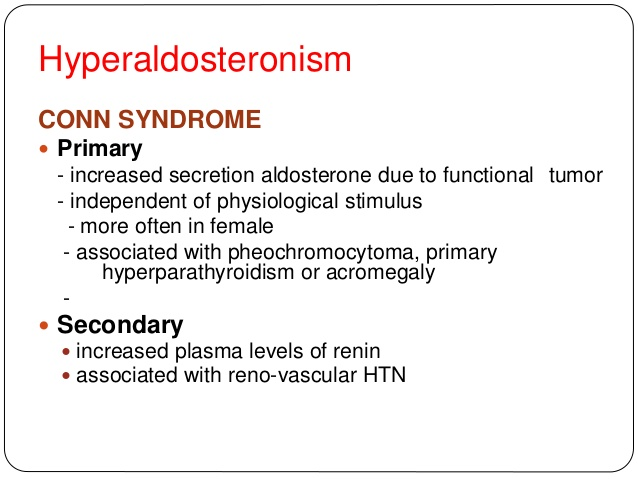 Hyperaldosteronism
CONN SYNDROME
• Primary
- increased secretion aldosterone due to functional tumor
- independent of physiological stimulus
- more often in female
- associated with pheochromocytoma, primary
hyperparathyroidism or acromegaly
-
• Secondary
• increased plasma levels of renin
• associated with reno-vascular HTN